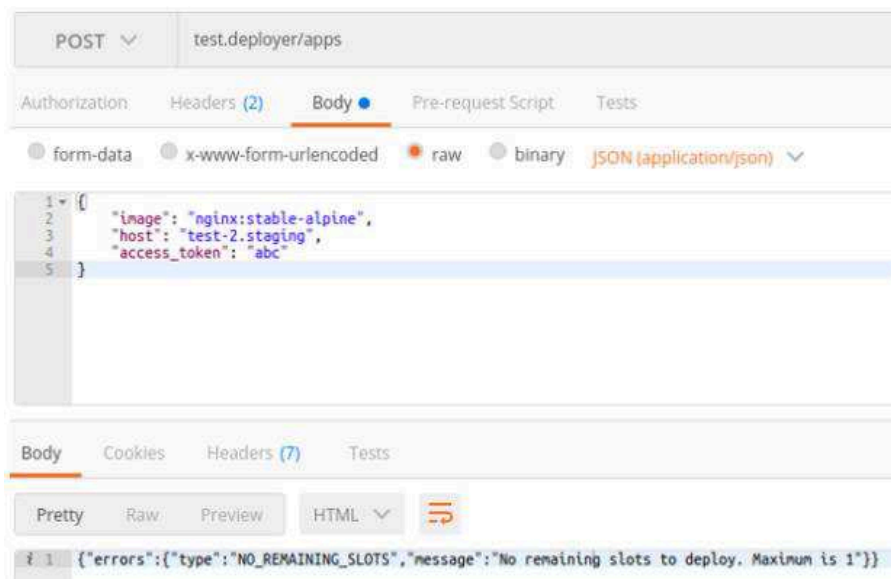 POST test.deployer/apps
Authorization Headers (2) Body Pre-request Script Tests
form-data x-www-form-urlencoded raw binary JSON (application/json)
1 {
2 "image": "nginx:stable-alpine",
3 "host": "test-2.staging",
4 "access_token": "abc"
5 }
Body Cookies Headers (7) Tests
Pretty Raw Preview HTML
i 1 {"errors":{"type":"NO_REMAINING_SLOTS","message":"No remaining slots to deploy. Maximum is 1"}}